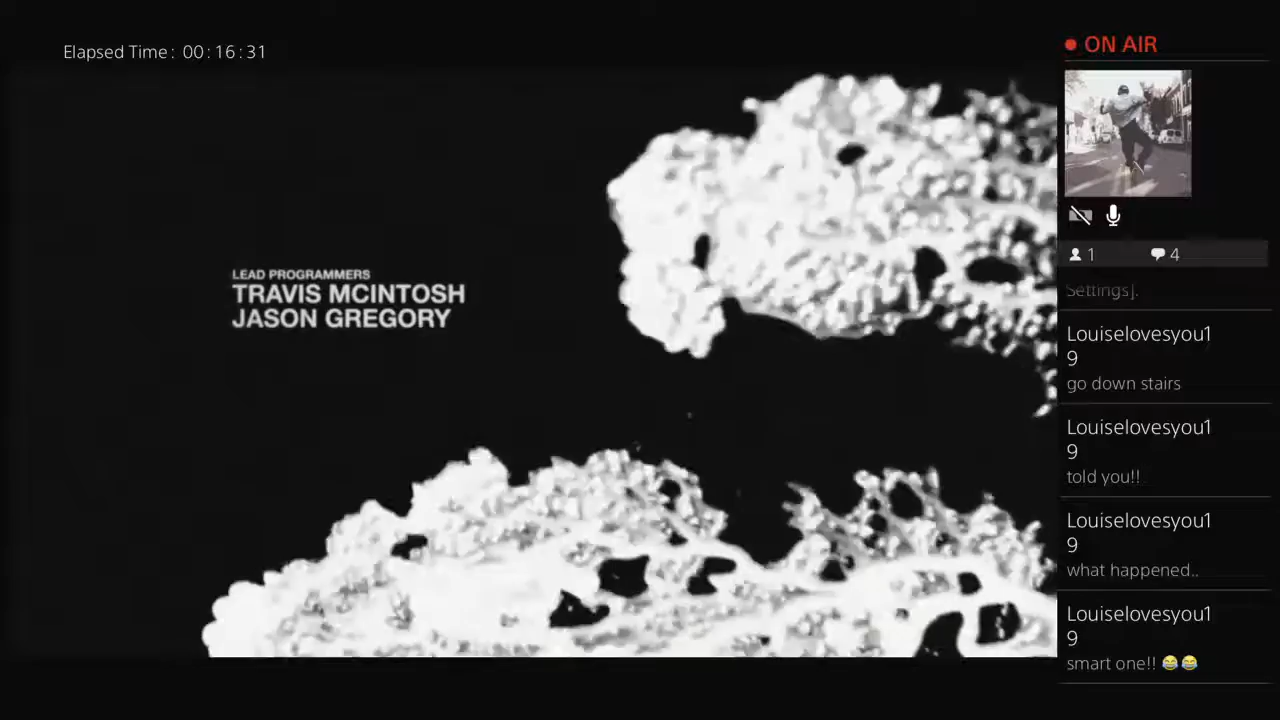 Elapsed Time: 00:16:31
LEAD PROGRAMMERS
TRAVIS MCINTOSH
JASON GREGORY
ON AIR
1 4
Settings].
Louiselovesyou1
9
go down stairs
Louiselovesyou1
9
told you!!
Louiselovesyou1
9
what happened..
Louiselovesyou1
9
smart one!! 😂😂